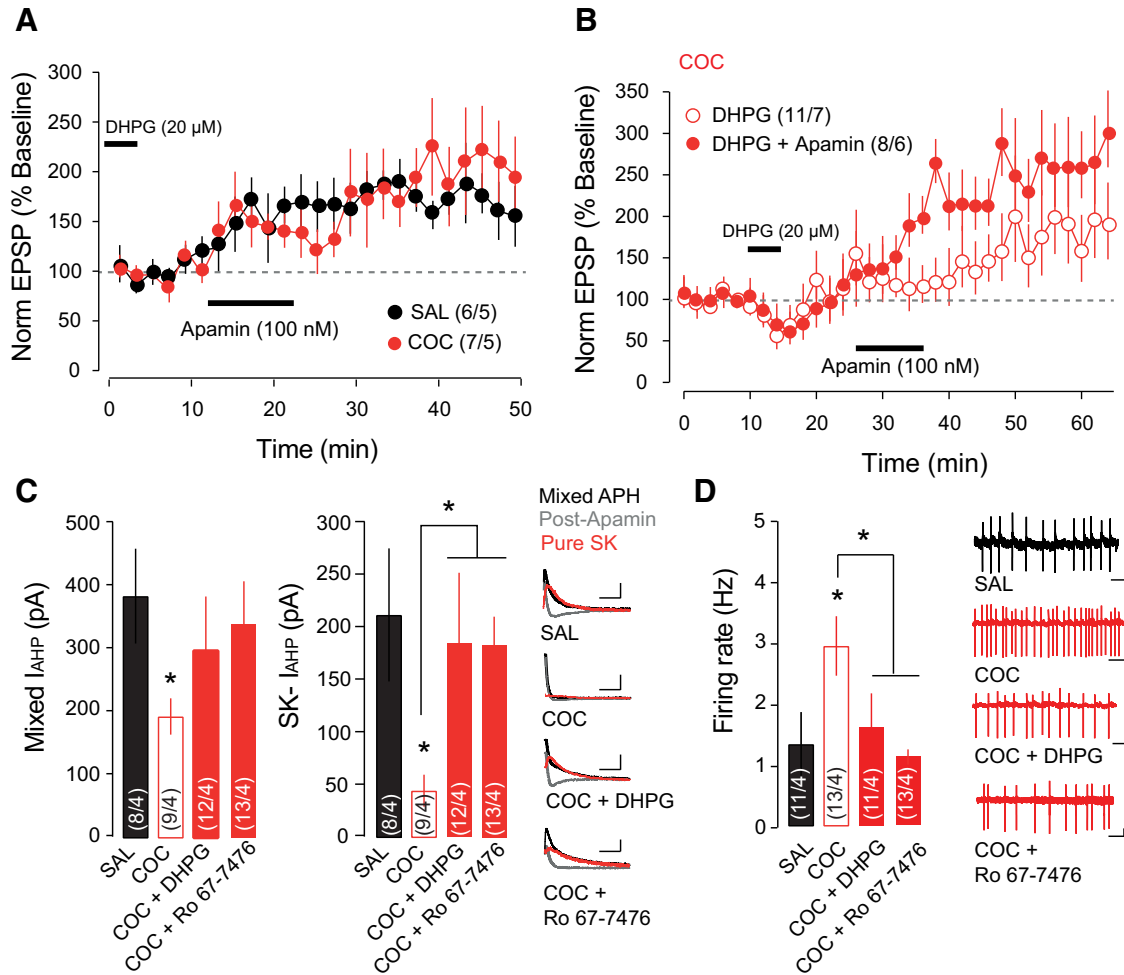 A
Norm EPSP (% Baseline)
300
250
200
150
100
50
0
DHPG (20 µM)
Apamin (100 nM)
SAL (6/5)
COC (7/5)
0 10 20 30 40 50
Time (min)
B
COC
Norm EPSP (% Baseline)
350
300
250
200
150
100
50
0
DHPG (11/7)
DHPG + Apamin (8/6)
DHPG (20 µM)
Apamin (100 nM)
0 10 20 30 40 50 60
Time (min)
C
Mixed IAHP (pA)
500
400
300
200
100
0
*
(8/4) (9/4) (12/4) (13/4)
SAL
COC
COC + DHPG
COC + Ro 67-7476
SK- IAHP (pA)
300
250
200
150
100
50
0
*
*
(8/4) (9/4) (12/4) (13/4)
SAL
COC
COC + DHPG
COC + Ro 67-7476
Mixed APH
Post-Apamin
Pure SK
SAL
COC
COC + DHPG
COC +
Ro 67-7476
D
Firing rate (Hz)
5
4
3
2
1
0
*
*
(11/4) (13/4) (11/4) (13/4)
SAL
COC
COC + DHPG
COC + Ro 67-7476
SAL
COC
COC + DHPG
COC +
Ro 67-7476